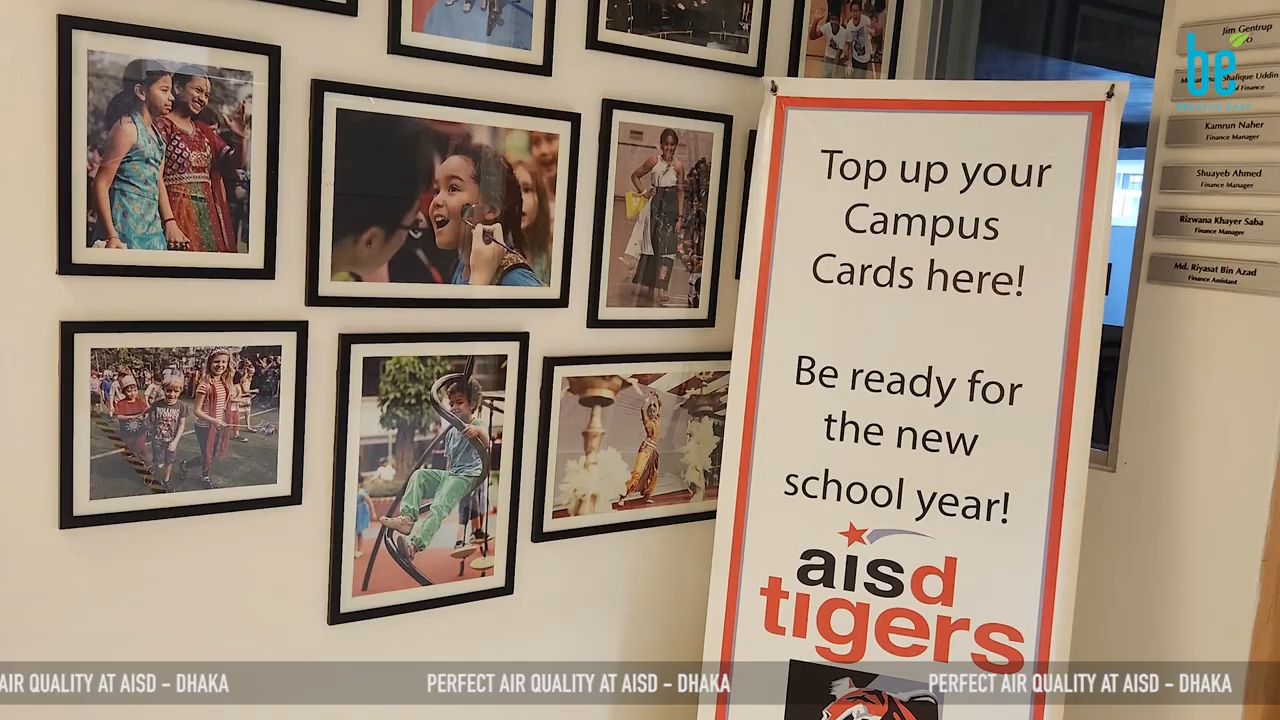 Top up your
Campus
Cards here!
Be ready for
the new
school year!
aisd
tigers
Jim Gentrup
be
Shafique Uddin
Finance
Kamrun Naher
Finance Manager
Shuayeb Ahmed
Finance Manager
Rizwana Khayer Saba
Finance Manager
Md. Riyasat Bin Azad
Finance Assistant
AIR QUALITY AT AISD – DHAKA
PERFECT AIR QUALITY AT AISD – DHAKA
PERFECT AIR QUALITY AT AISD – DHAKA